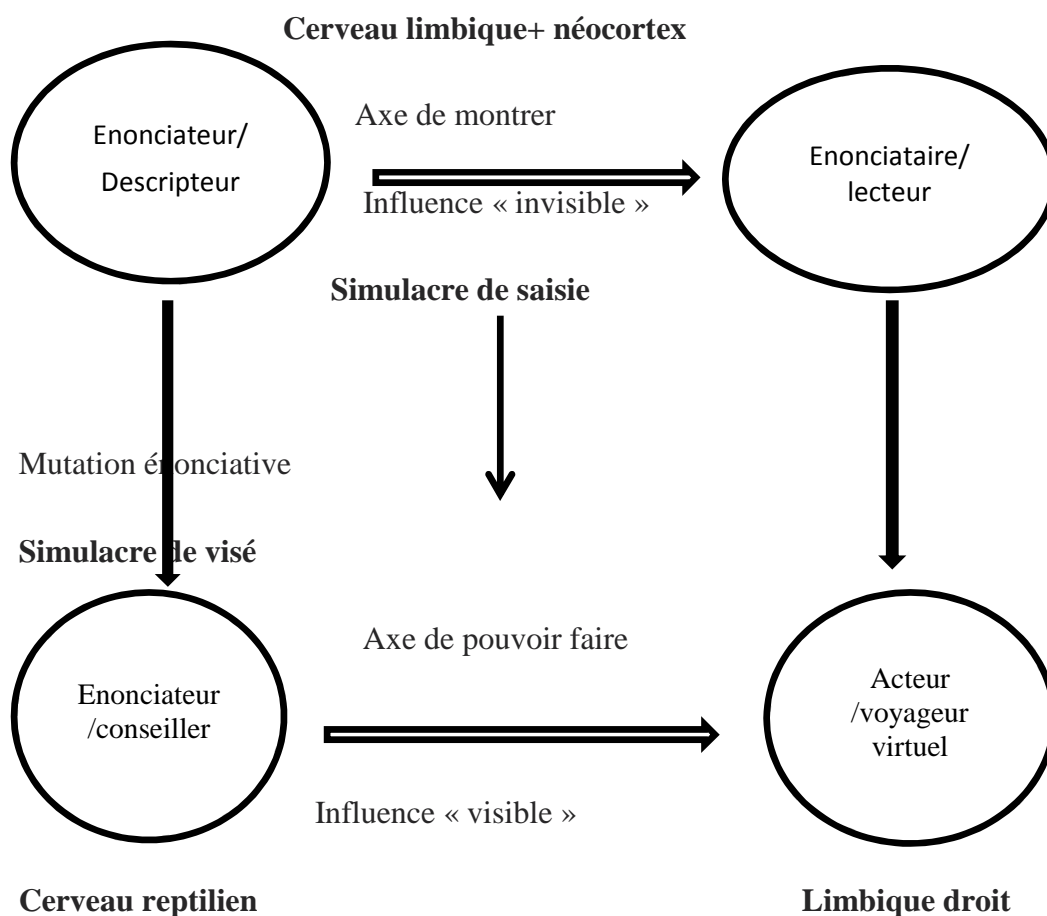 Cerveau limbique+ néocortex
Enonciateur/
Descripteur
Axe de montrer
Influence « invisible »
Enonciataire/
lecteur
Simulacre de saisie
Mutation énonciative
Simulacre de visé
Enonciateur
/conseiller
Axe de pouvoir faire
Influence « visible »
Acteur
/voyageur
virtuel
Cerveau reptilien
Limbique droit